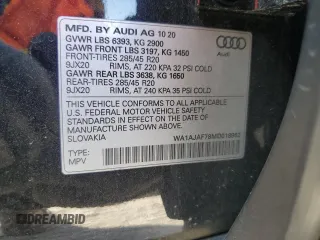 MFD. BY AUDI AG 10 20
GVWR LBS 6393, KG 2900
GAWR FRONT LBS 3197, KG 1450
FRONT-TIRES 285/45 R20
9JX20 RIMS, AT 220 KPA 32 PSI COLD
GAWR REAR LBS 3638, KG 1650
REAR-TIRES 285/45 R20
9JX20 RIMS, AT 240 KPA 35 PSI COLD
THIS VEHICLE CONFORMS TO ALL APPLICABLE
U.S. FEDERAL MOTOR VEHICLE SAFETY
STANDARDS IN EFFECT ON THE DATE OF
MANUFACTURE SHOWN ABOVE.
SLOVAKIA
TYPE:
MPV
Audi
© DREAMBID.COM